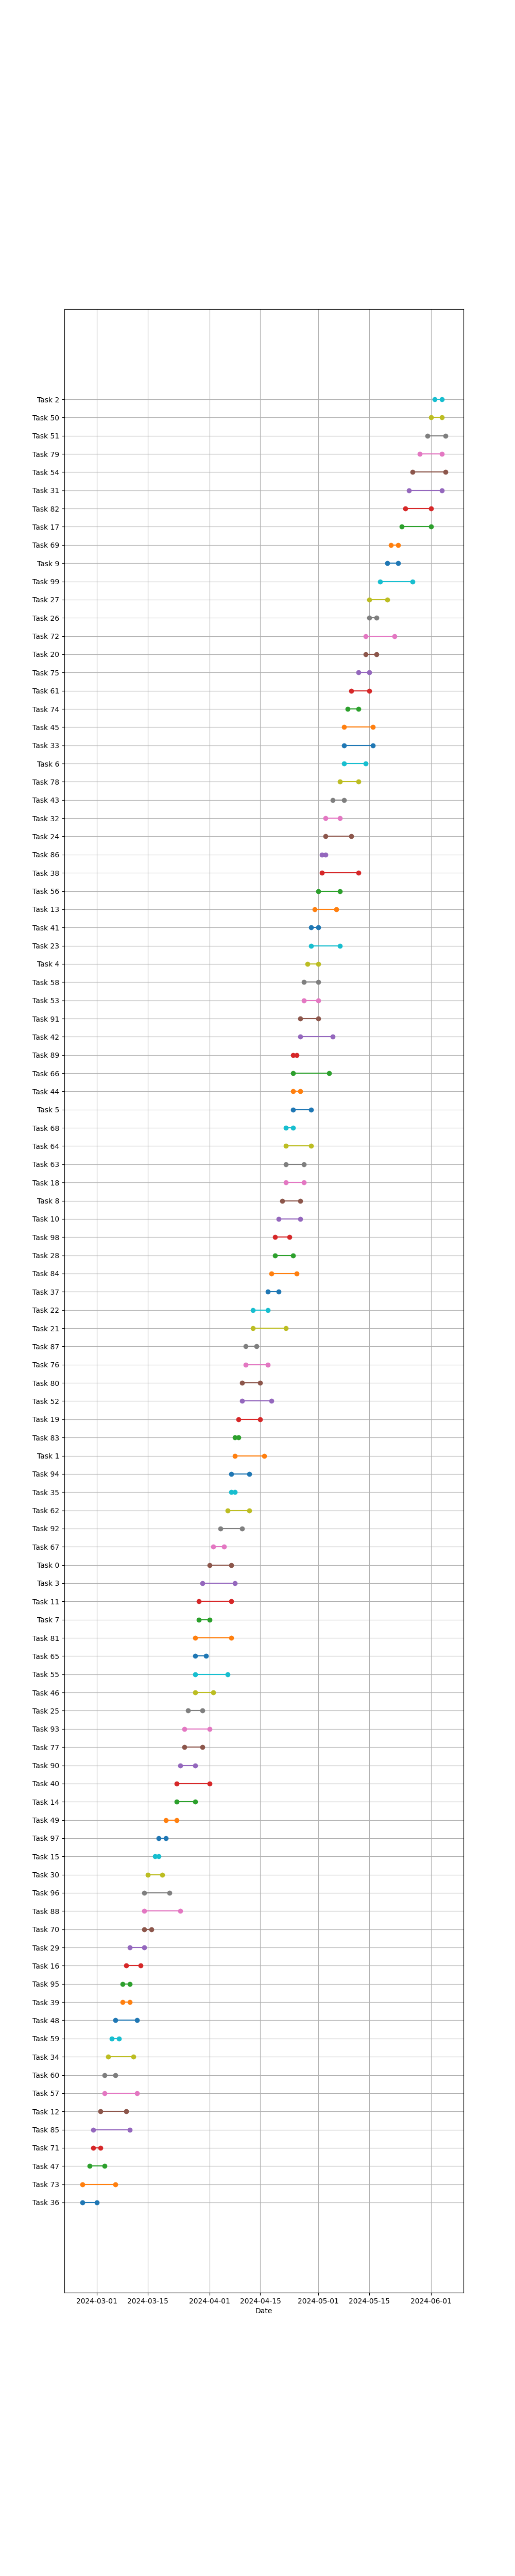 Task 2
Task 50
Task 51
Task 79
Task 54
Task 31
Task 82
Task 17
Task 69
Task 9
Task 99
Task 27
Task 26
Task 72
Task 20
Task 75
Task 61
Task 74
Task 45
Task 33
Task 6
Task 78
Task 43
Task 32
Task 24
Task 86
Task 38
Task 56
Task 13
Task 41
Task 23
Task 4
Task 58
Task 53
Task 91
Task 42
Task 89
Task 66
Task 44
Task 5
Task 68
Task 64
Task 63
Task 18
Task 8
Task 10
Task 98
Task 28
Task 84
Task 37
Task 22
Task 21
Task 87
Task 76
Task 80
Task 52
Task 19
Task 83
Task 1
Task 94
Task 35
Task 62
Task 92
Task 67
Task 0
Task 3
Task 11
Task 7
Task 81
Task 65
Task 55
Task 46
Task 25
Task 93
Task 77
Task 90
Task 40
Task 14
Task 49
Task 97
Task 15
Task 30
Task 96
Task 88
Task 70
Task 29
Task 16
Task 95
Task 39
Task 48
Task 59
Task 34
Task 60
Task 57
Task 12
Task 85
Task 71
Task 47
Task 73
Task 36
2024-03-01 2024-03-15 2024-04-01 2024-04-15 2024-05-01 2024-05-15 2024-06-01
Date